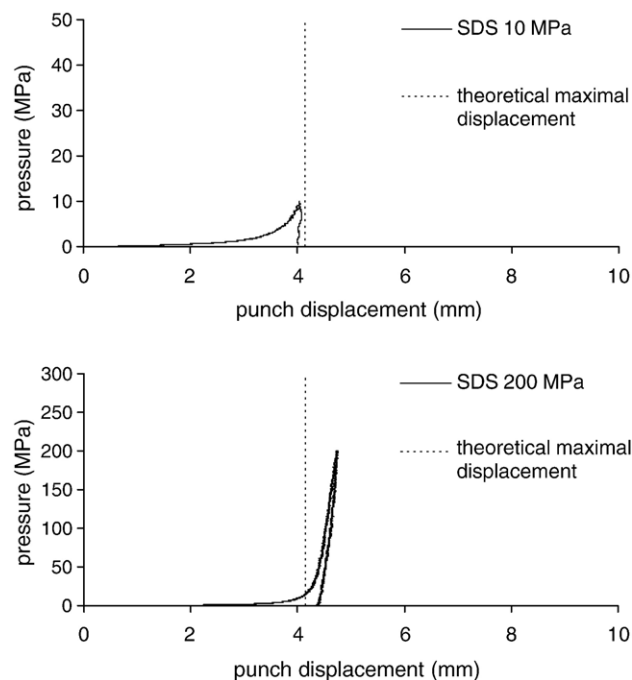 50
40
30
20
10
0
pressure (MPa)
SDS 10 MPa
theoretical maximal
displacement
0 2 4 6 8 10
punch displacement (mm)
300
250
200
150
100
50
0
pressure (MPa)
SDS 200 MPa
theoretical maximal
displacement
0 2 4 6 8 10
punch displacement (mm)